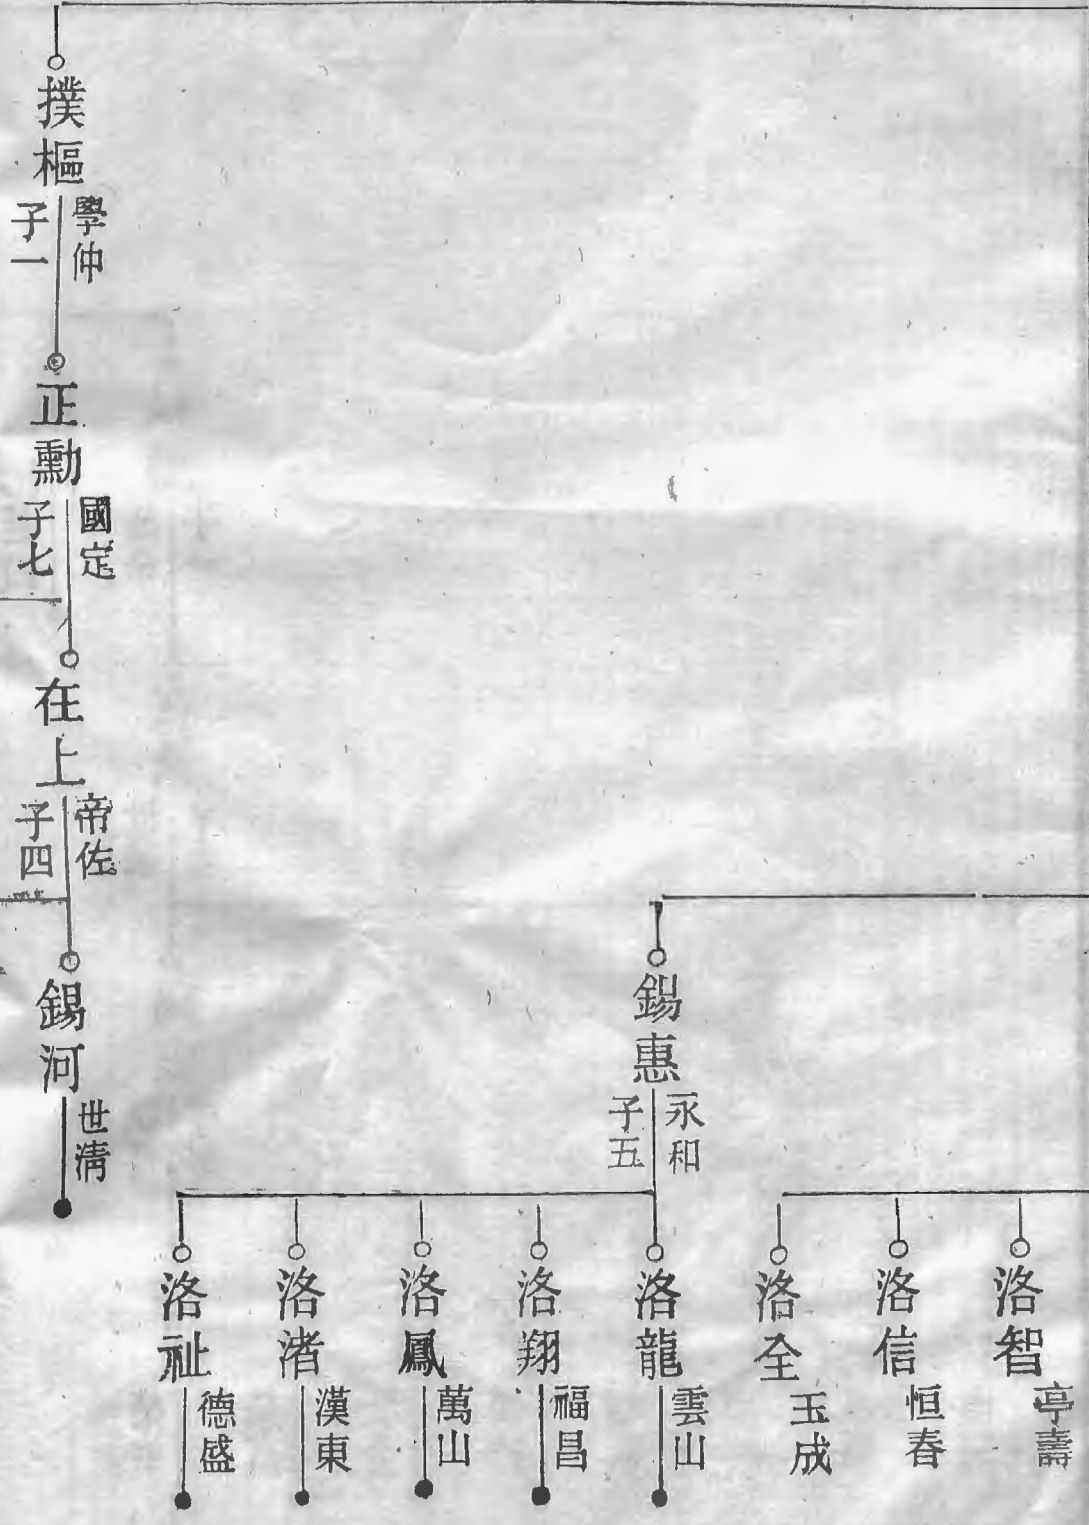 洛智
亭壽
洛信
恒春
洛全
玉成
錫惠
永和
子五
洛龍
雲山
洛翔
福昌
洛鳳
萬山
洛渚
漢東
洛祉
德盛
撲樞
學仲
子一
正勳
國定
子七
在上
帝佐
子四
錫河
世清